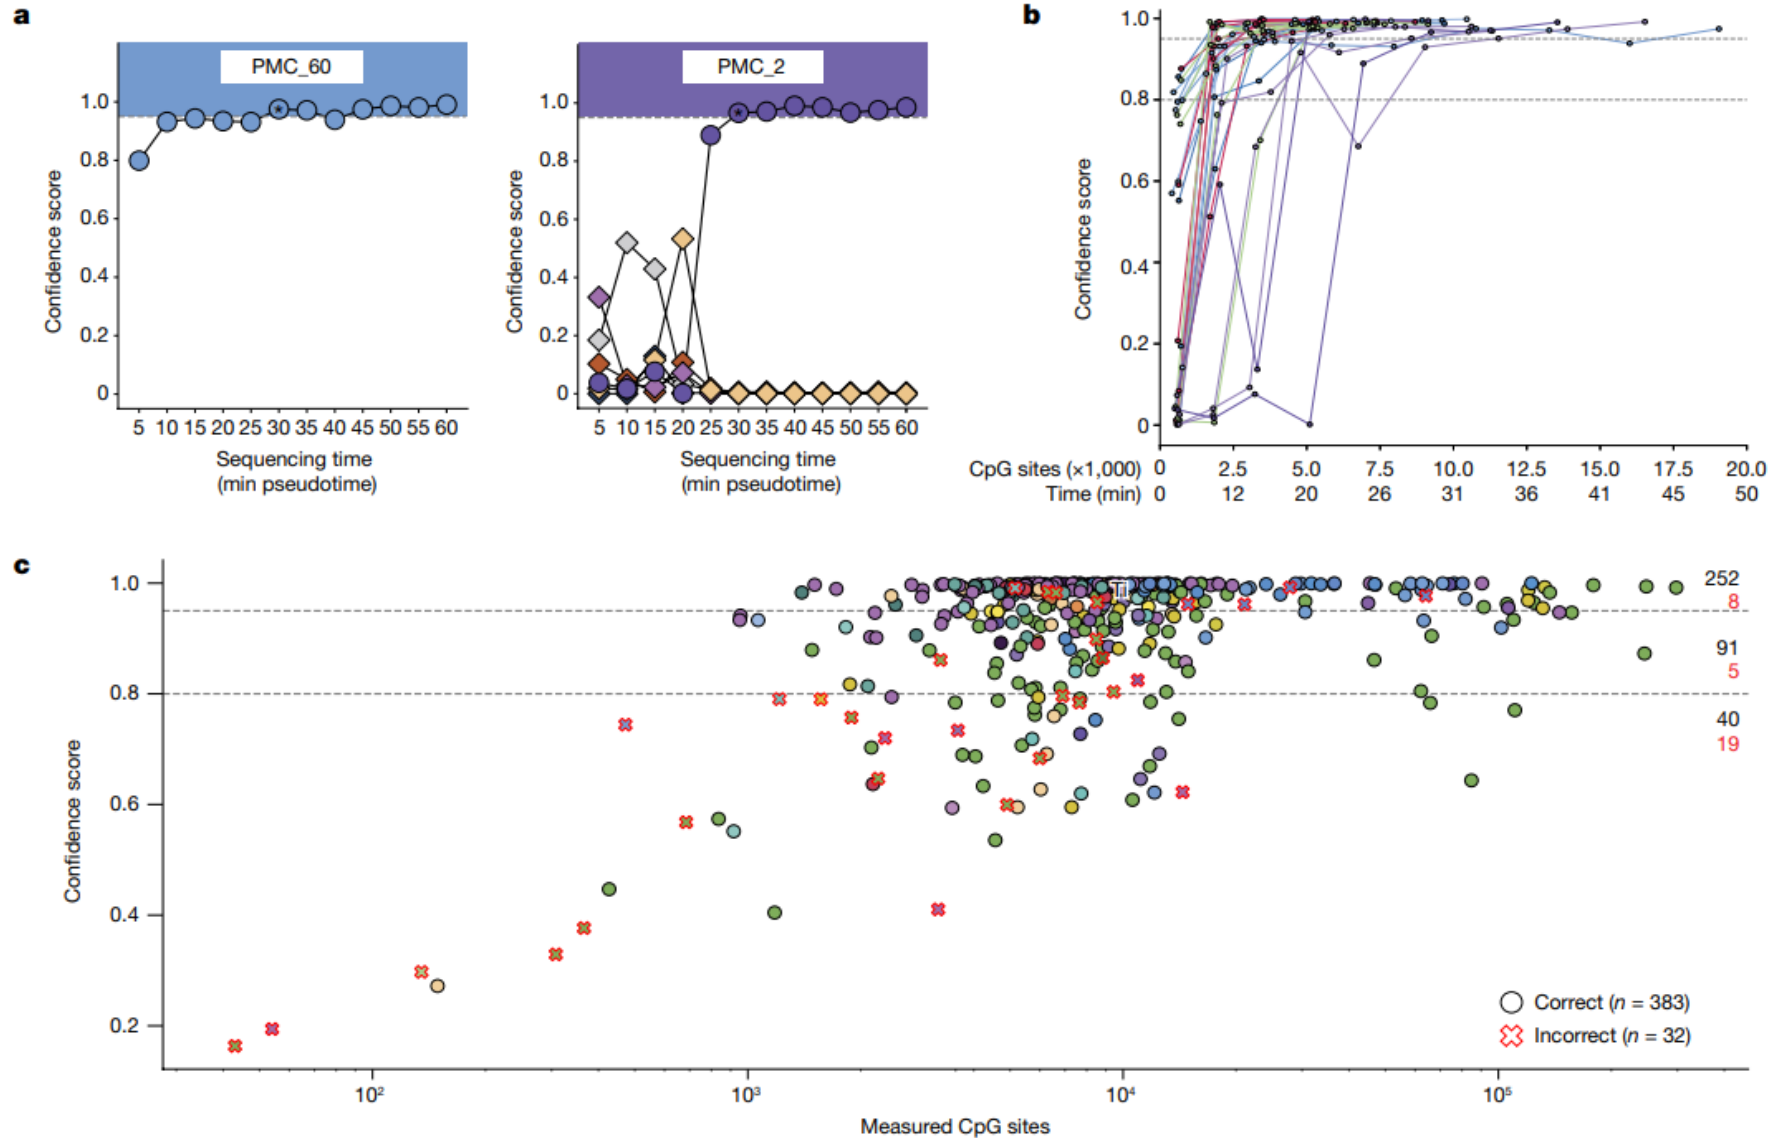 a
PMC_60
PMC_2
1.0
0.8
0.6
0.4
0.2
0
Confidence score
5 10 15 20 25 30 35 40 45 50 55 60
Sequencing time
(min pseudotime)
1.0
0.8
0.6
0.4
0.2
0
Confidence score
5 10 15 20 25 30 35 40 45 50 55 60
Sequencing time
(min pseudotime)
b
1.0
0.8
0.6
0.4
0.2
0
Confidence score
CpG sites (×1,000) 0 2.5 5.0 7.5 10.0 12.5 15.0 17.5 20.0
Time (min) 0 12 20 26 31 36 41 45 50
c
1.0
0.8
0.6
0.4
0.2
Confidence score
252
8
91
5
40
19
Correct (n = 383)
Incorrect (n = 32)
10² 10³ 10⁴ 10⁵
Measured CpG sites